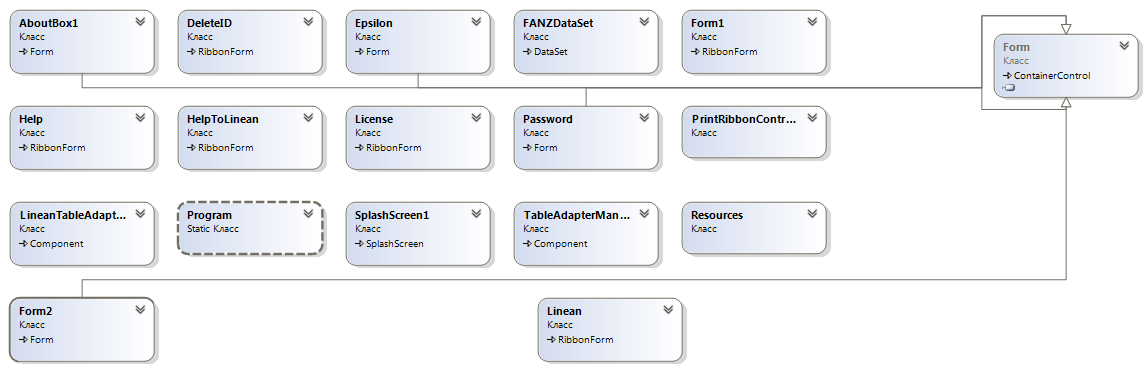 AboutBox1
Класс
Form
DeleteID
Класс
RibbonForm
Epsilon
Класс
Form
FANZDataSet
Класс
DataSet
Form1
Класс
RibbonForm
Form
Класс
ContainerControl
Help
Класс
RibbonForm
HelpToLinean
Класс
RibbonForm
License
Класс
RibbonForm
Password
Класс
Form
PrintRibbonContr...
Класс
LineanTableAdapt...
Класс
Component
Program
Static Класс
SplashScreen1
Класс
SplashScreen
TableAdapterMan...
Класс
Component
Resources
Класс
Form2
Класс
Form
Linean
Класс
RibbonForm